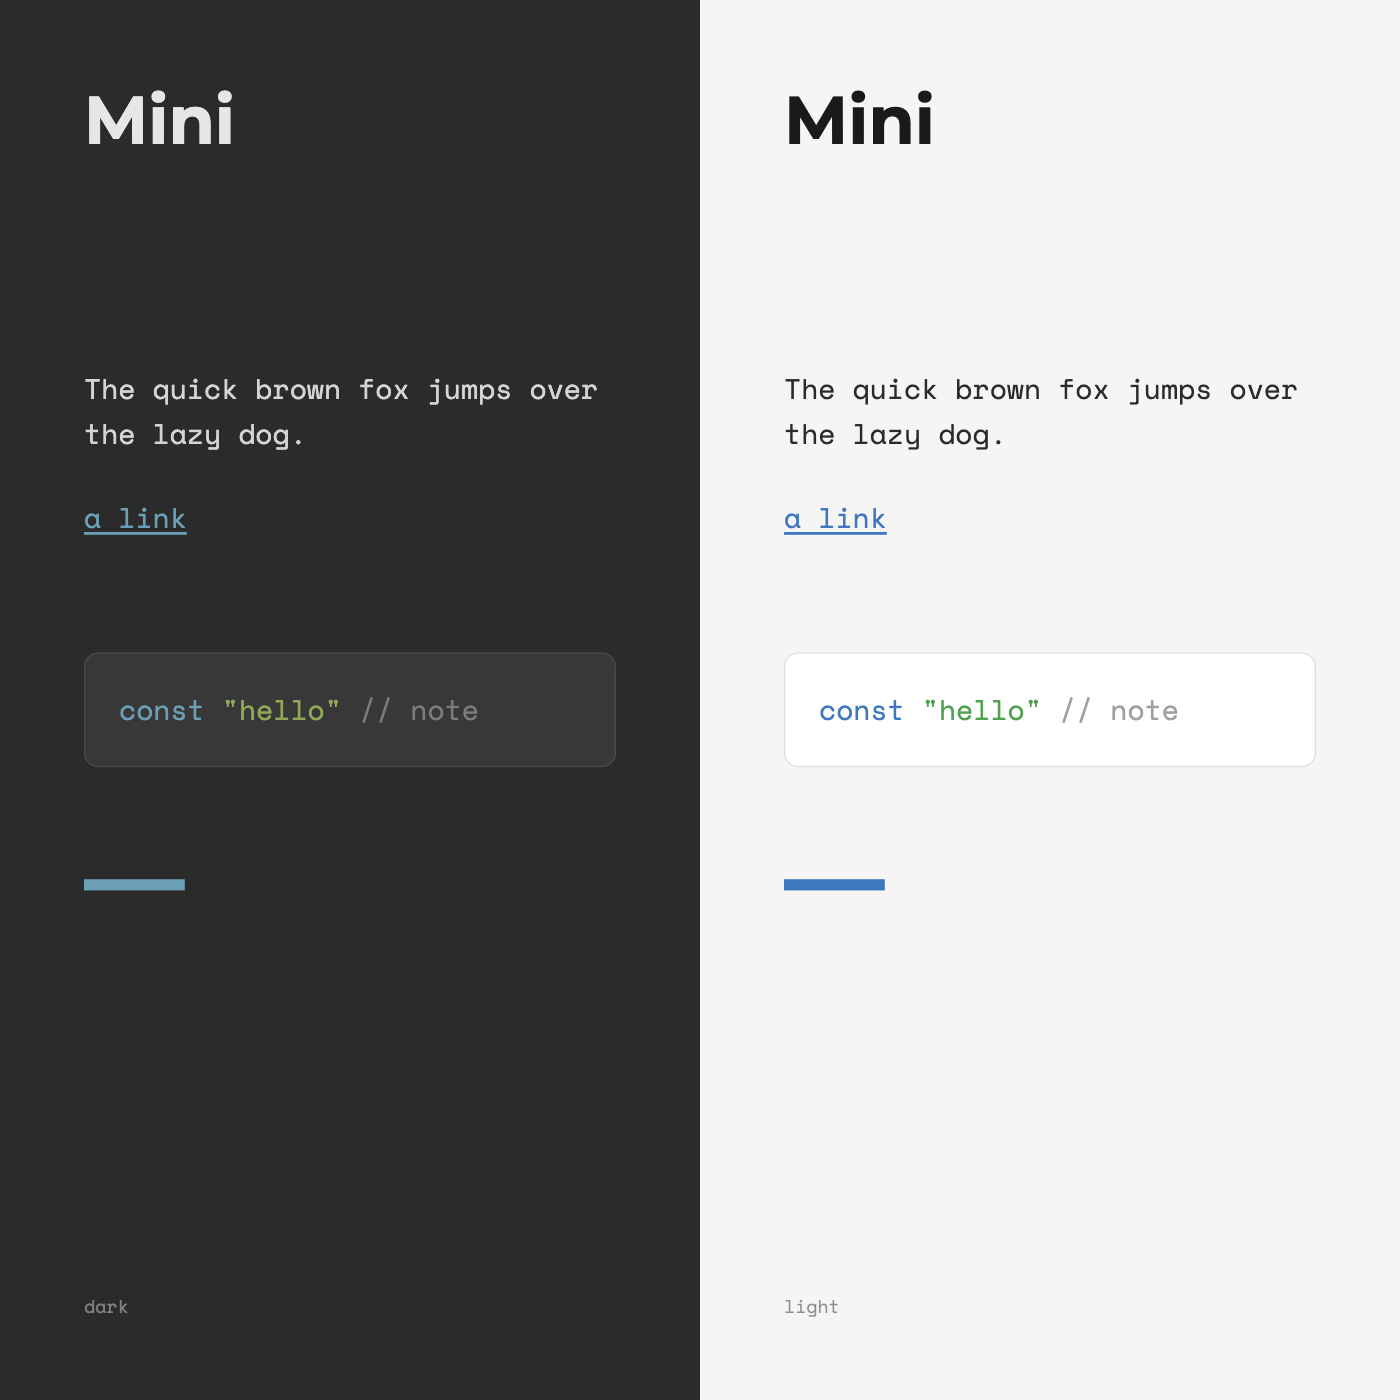 Mini
The quick brown fox jumps over
the lazy dog.
a link
const "hello" // note
dark
Mini
The quick brown fox jumps over
the lazy dog.
a link
const "hello" // note
light